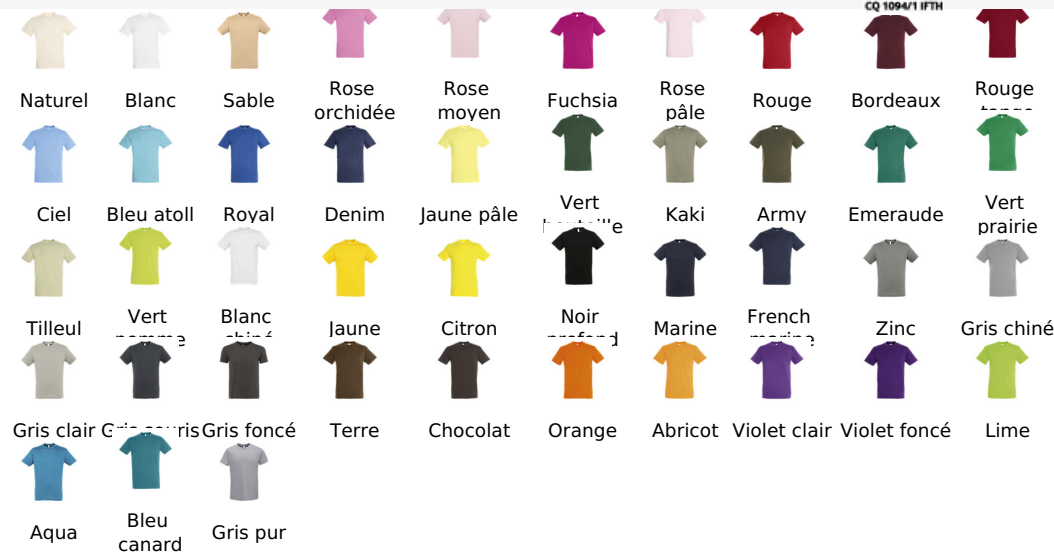 CQ 1094/1 IFTH
Naturel Blanc Sable Rose orchidée Rose moyen Fuchsia Rose pâle Rouge Bordeaux Rouge
Ciel Bleu atoll Royal Denim Jaune pâle Vert Kaki Army Emeraude Vert prairie
Tilleul Vert Blanc Jaune Citron Noir Marine French Zinc Gris chiné
Gris clair Gris foncé Terre Chocolat Orange Abricot Violet clair Violet foncé Lime
Aqua Bleu canard Gris pur